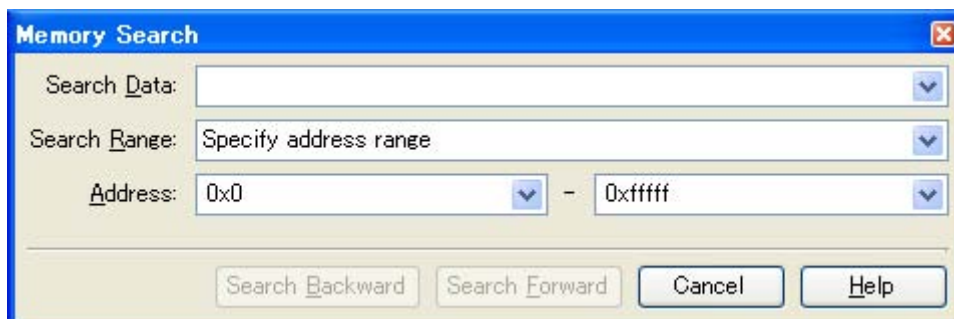 Memory Search
Search Data:
Search Range: Specify address range
Address: 0x0 - 0xfffff
Search Backward Search Forward Cancel Help